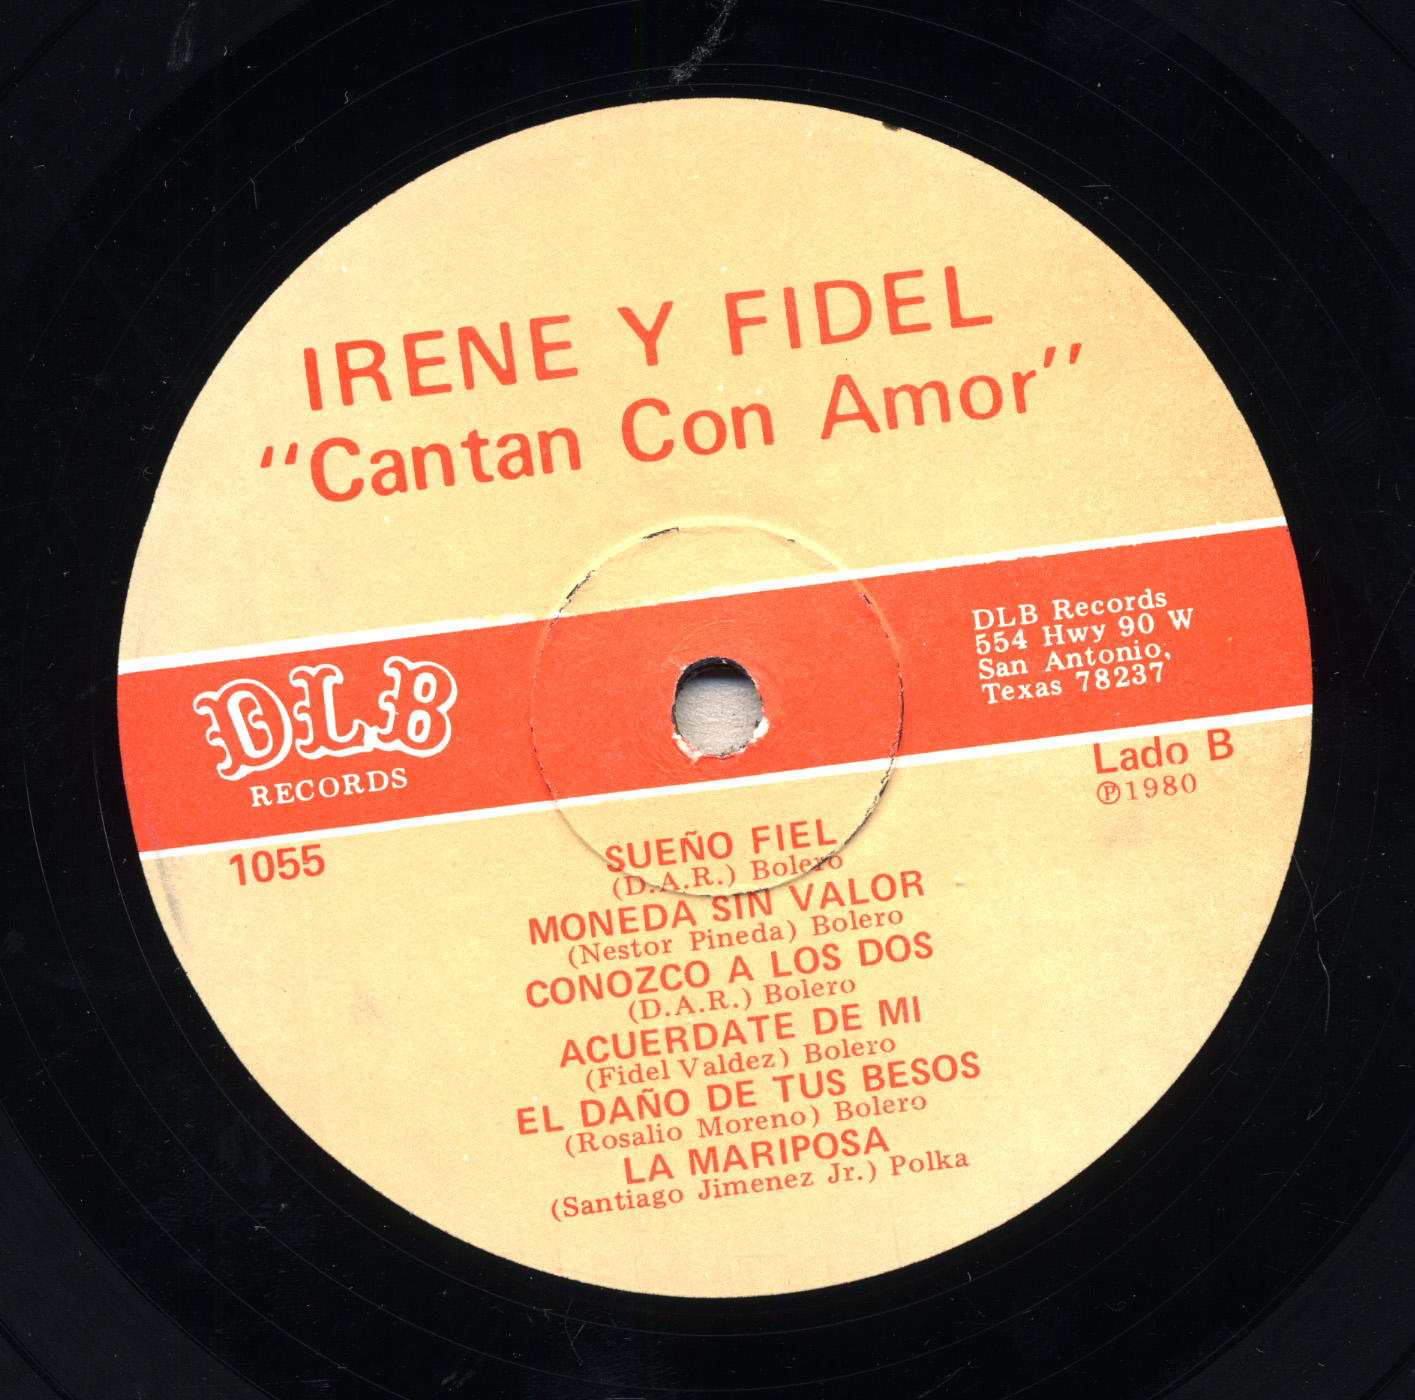 IRENE Y FIDEL
"Cantan Con Amor"
DLB
RECORDS
DLB Records
554 Hwy 90 W
San Antonio,
Texas 78237
Lado B
℗1980
1055
SUEÑO FIEL
(D.A.R.) Bolero
MONEDA SIN VALOR
(Nestor Pineda) Bolero
CONOZCO A LOS DOS
(D.A.R.) Bolero
ACUERDATE DE MI
(Fidel Valdez) Bolero
EL DAÑO DE TUS BESOS
(Rosalio Moreno) Bolero
LA MARIPOSA
(Santiago Jimenez Jr.) Polka